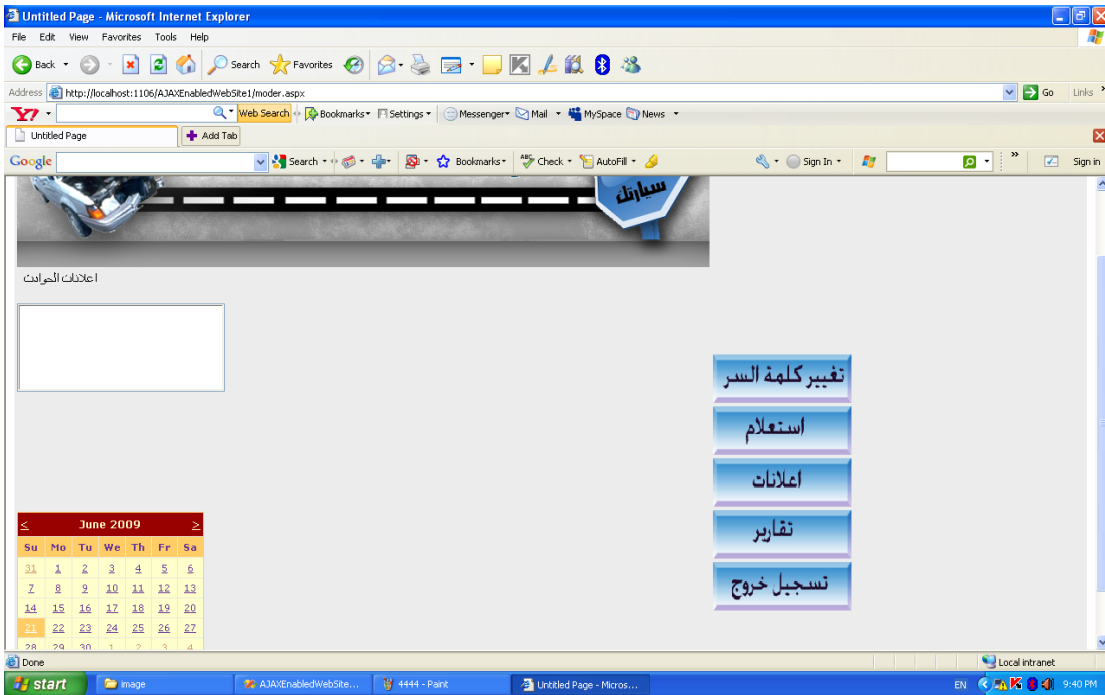 Untitled Page - Microsoft Internet Explorer
File Edit View Favorites Tools Help
Back Search Favorites
Address http://localhost:1106/AJAXEnabledWebSite1/moder.aspx Go Links
Y7 Web Search Bookmarks Settings Messenger Mail MySpace News
Untitled Page Add Tab
Google Search Bookmarks ABC Check AutoFill Sign In » Sign in
سيارتك
اعلانات الحوادث
تغيير كلمة السر
استعلام
اعلانات
تقارير
تسجيل خروج
< June 2009 >
Su Mo Tu We Th Fr Sa
31 1 2 3 4 5 6
7 8 9 10 11 12 13
14 15 16 17 18 19 20
21 22 23 24 25 26 27
28 29 30 1 2 3 4
Done Local intranet
start image AJAXEnabledWebSite... 4444 - Paint Untitled Page - Micros... EN 9:40 PM